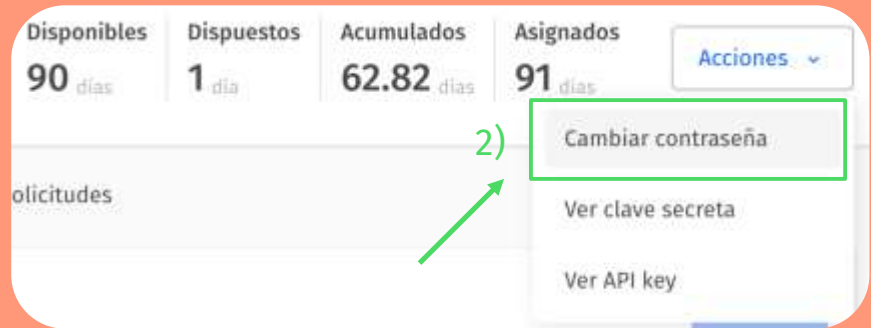 Disponibles Dispuestos Acumulados Asignados
90 días 1 día 62.82 días 91 días
Acciones
2) Cambiar contraseña
olicitudes
Ver clave secreta
Ver API key